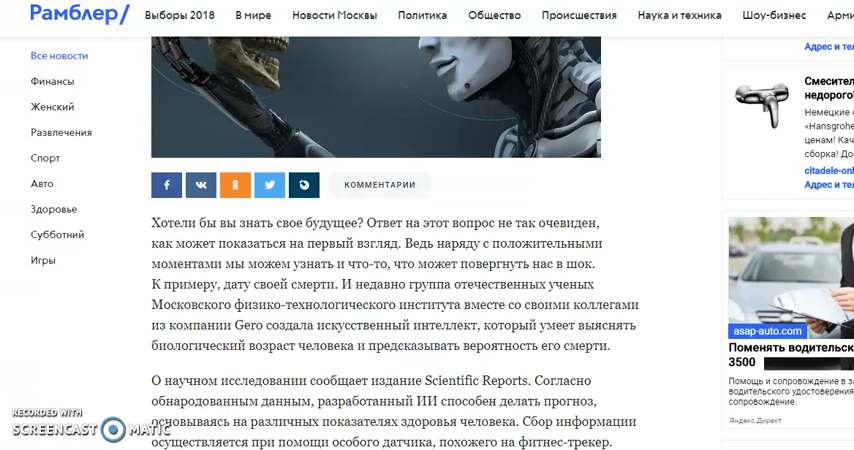 Рамблер/
Выборы 2018 В мире Новости Москвы Политика Общество Происшествия Наука и техника Шоу-бизнес Арми
Все новости
Финансы
Женский
Развлечения
Спорт
Авто
Здоровье
Субботний
Игры
КОММЕНТАРИИ
Хотели бы вы знать свое будущее? Ответ на этот вопрос не так очевиден,
как может показаться на первый взгляд. Ведь наряду с положительными
моментами мы можем узнать и что-то, что может повергнуть нас в шок.
К примеру, дату своей смерти. И недавно группа отечественных ученых
Московского физико-технологического института вместе со своими коллегами
из компании Gero создала искусственный интеллект, который умеет выяснять
биологический возраст человека и предсказывать вероятность его смерти.
О научном исследовании сообщает издание Scientific Reports. Согласно
обнародованным данным, разработанный ИИ способен делать прогноз,
основываясь на различных показателях здоровья человека. Сбор информации
осуществляется при помощи особого датчика, похожего на фитнес-трекер.
Адрес и тел
Смесител
недорого!
Немецкие с
«Hansgrohe
ценам! Кач
сборка! До
citadele-onl
Адрес и тел
asap-auto.com
Поменять водительск
3500
Помощь и сопровождение в за
водительского удостоверения
сопровождение.
Яндекс.Директ
RECORDED WITH
SCREENCAST MATIC